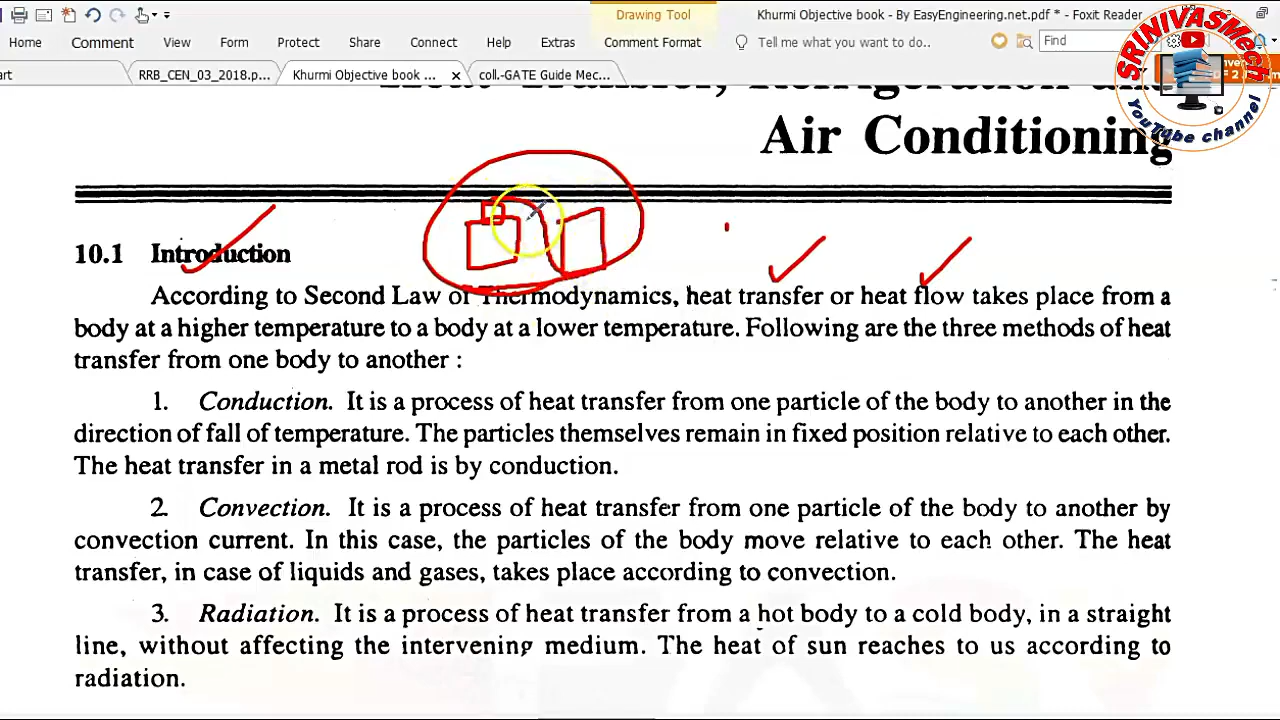 Drawing Tool
Khurmi Objective book - By EasyEngineering.net.pdf * - Foxit Reader
Home Comment View Form Protect Share Connect Help Extras Comment Format Tell me what you want to do.. Find
art RRB_CEN_03_2018.p... Khurmi Objective book ... × coll.-GATE Guide Mec...
SRINIVASMech
YouTube channel
Heat Transfer, Refrigeration and
Air Conditioning
10.1 Introduction
According to Second Law of Thermodynamics, heat transfer or heat flow takes place from a
body at a higher temperature to a body at a lower temperature. Following are the three methods of heat
transfer from one body to another :
1. Conduction. It is a process of heat transfer from one particle of the body to another in the
direction of fall of temperature. The particles themselves remain in fixed position relative to each other.
The heat transfer in a metal rod is by conduction.
2. Convection. It is a process of heat transfer from one particle of the body to another by
convection current. In this case, the particles of the body move relative to each other. The heat
transfer, in case of liquids and gases, takes place according to convection.
3. Radiation. It is a process of heat transfer from a hot body to a cold body, in a straight
line, without affecting the intervening medium. The heat of sun reaches to us according to
radiation.